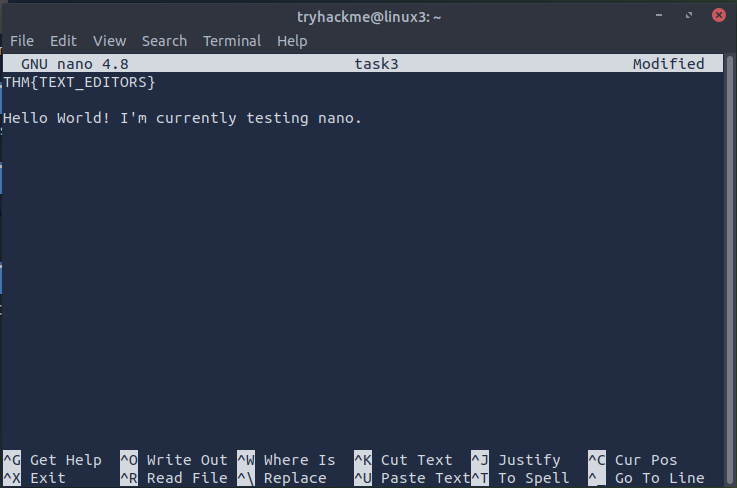 tryhackme@linux3: ~
File Edit View Search Terminal Help
GNU nano 4.8 task3 Modified
THM{TEXT_EDITORS}
Hello World! I'm currently testing nano.
^G Get Help ^O Write Out ^W Where Is ^K Cut Text ^J Justify ^C Cur Pos
^X Exit ^R Read File ^\ Replace ^U Paste Text ^T To Spell ^_ Go To Line